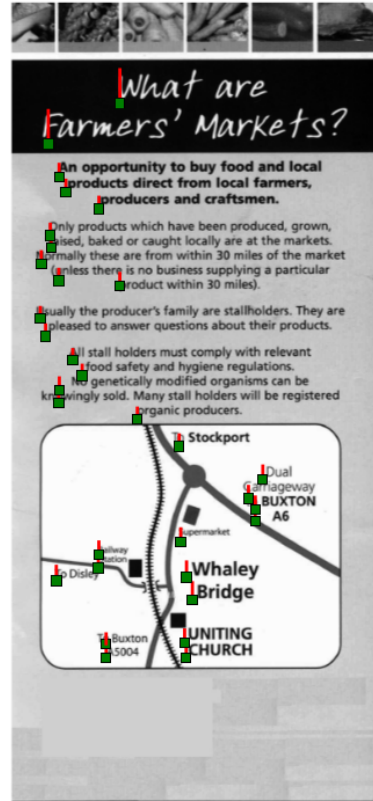 What are
Farmers' Markets?
An opportunity to buy food and local
products direct from local farmers,
producers and craftsmen.
Only products which have been produced, grown,
raised, baked or caught locally are at the markets.
Normally these are from within 30 miles of the market
(unless there is no business supplying a particular
product within 30 miles).
Usually the producer's family are stallholders. They are
pleased to answer questions about their products.
All stall holders must comply with relevant
food safety and hygiene regulations.
No genetically modified organisms can be
knowingly sold. Many stall holders will be registered
organic producers.
To Stockport
Dual
Carriageway
BUXTON
A6
Supermarket
Railway
Station
To Disley
Whaley
Bridge
To Buxton
A5004
UNITING
CHURCH